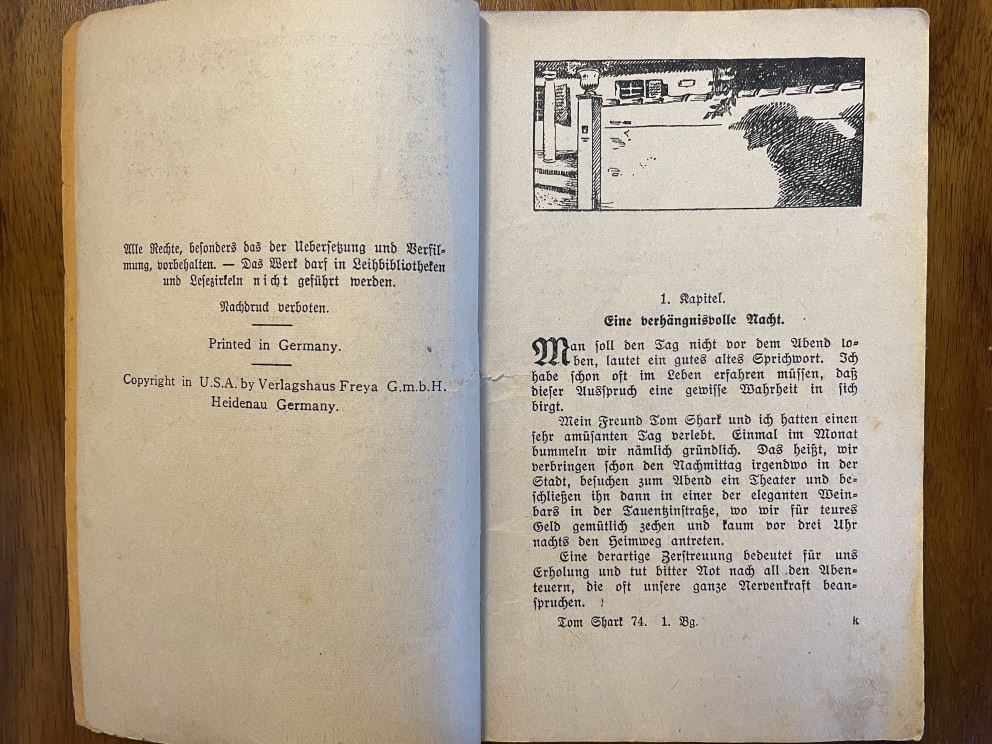 Alle Rechte, besonders das der Uebersetzung und Verfil-
mung, vorbehalten. — Das Werk darf in Leihbibliotheken
und Lesezirkeln nicht geführt werden.
Nachdruck verboten.
Printed in Germany.
Copyright in U.S.A. by Verlagshaus Freya G.m.b.H.
Heidenau Germany.
1. Kapitel.
Eine verhängnisvolle Nacht.
Man soll den Tag nicht vor dem Abend lo-
ben, lautet ein gutes altes Sprichwort. Ich
habe schon oft im Leben erfahren müssen, daß
dieser Ausspruch eine gewisse Wahrheit in sich
birgt.
Mein Freund Tom Shark und ich hatten einen
sehr amüsanten Tag verlebt. Einmal im Monat
bummeln wir nämlich gründlich. Das heißt, wir
verbringen schon den Nachmittag irgendwo in der
Stadt, besuchen zum Abend ein Theater und be-
schließen ihn dann in einer der eleganten Wein-
bars in der Tauentzinstraße, wo wir für teures
Geld gemütlich zechen und kaum vor drei Uhr
nachts den Heimweg antreten.
Eine derartige Zerstreuung bedeutet für uns
Erholung und tut bitter Not nach all den Aben-
teuern, die oft unsere ganze Nervenkraft bean-
spruchen.
Tom Shark 74. 1. Bg. k